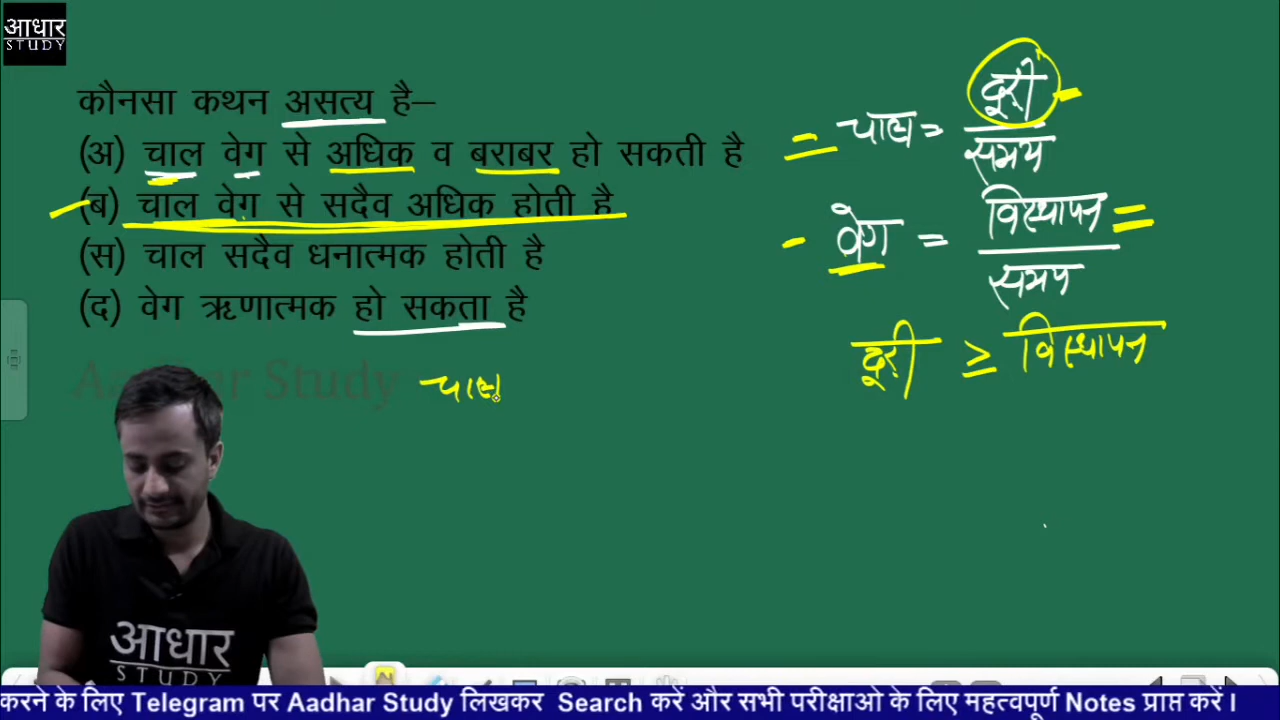 आधार
STUDY
कौनसा कथन असत्य है–
(अ) चाल वेग से अधिक व बराबर हो सकती है
(ब) चाल वेग से सदैव अधिक होती है
(स) चाल सदैव धनात्मक होती है
(द) वेग ऋणात्मक हो सकता है
चाल = दूरी
समय
वेग = विस्थापन
समय
दूरी ≥ विस्थापन
Aadhar Study
चाल
आधार
STUDY
करने के लिए Telegram पर Aadhar Study लिखकर Search करें और सभी परीक्षाओ के लिए महत्वपूर्ण Notes प्राप्त करें I